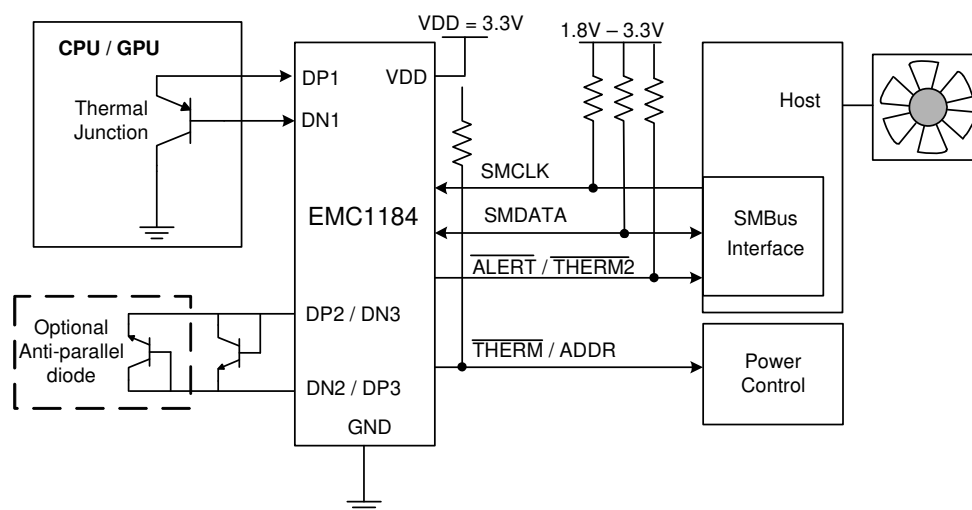 VDD = 3.3V
1.8V – 3.3V
CPU / GPU
Thermal
Junction
DP1
VDD
DN1
Host
EMC1184
SMCLK
SMDATA
SMBus
Interface
ALERT / THERM2
Optional
Anti-parallel
diode
DP2 / DN3
DN2 / DP3
THERM / ADDR
Power
Control
GND